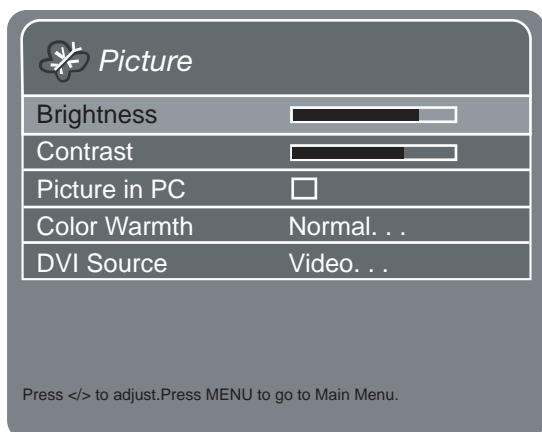 Picture
Brightness
Contrast
Picture in PC
Color Warmth Normal. . .
DVI Source Video. . .
Press </> to adjust.Press MENU to go to Main Menu.